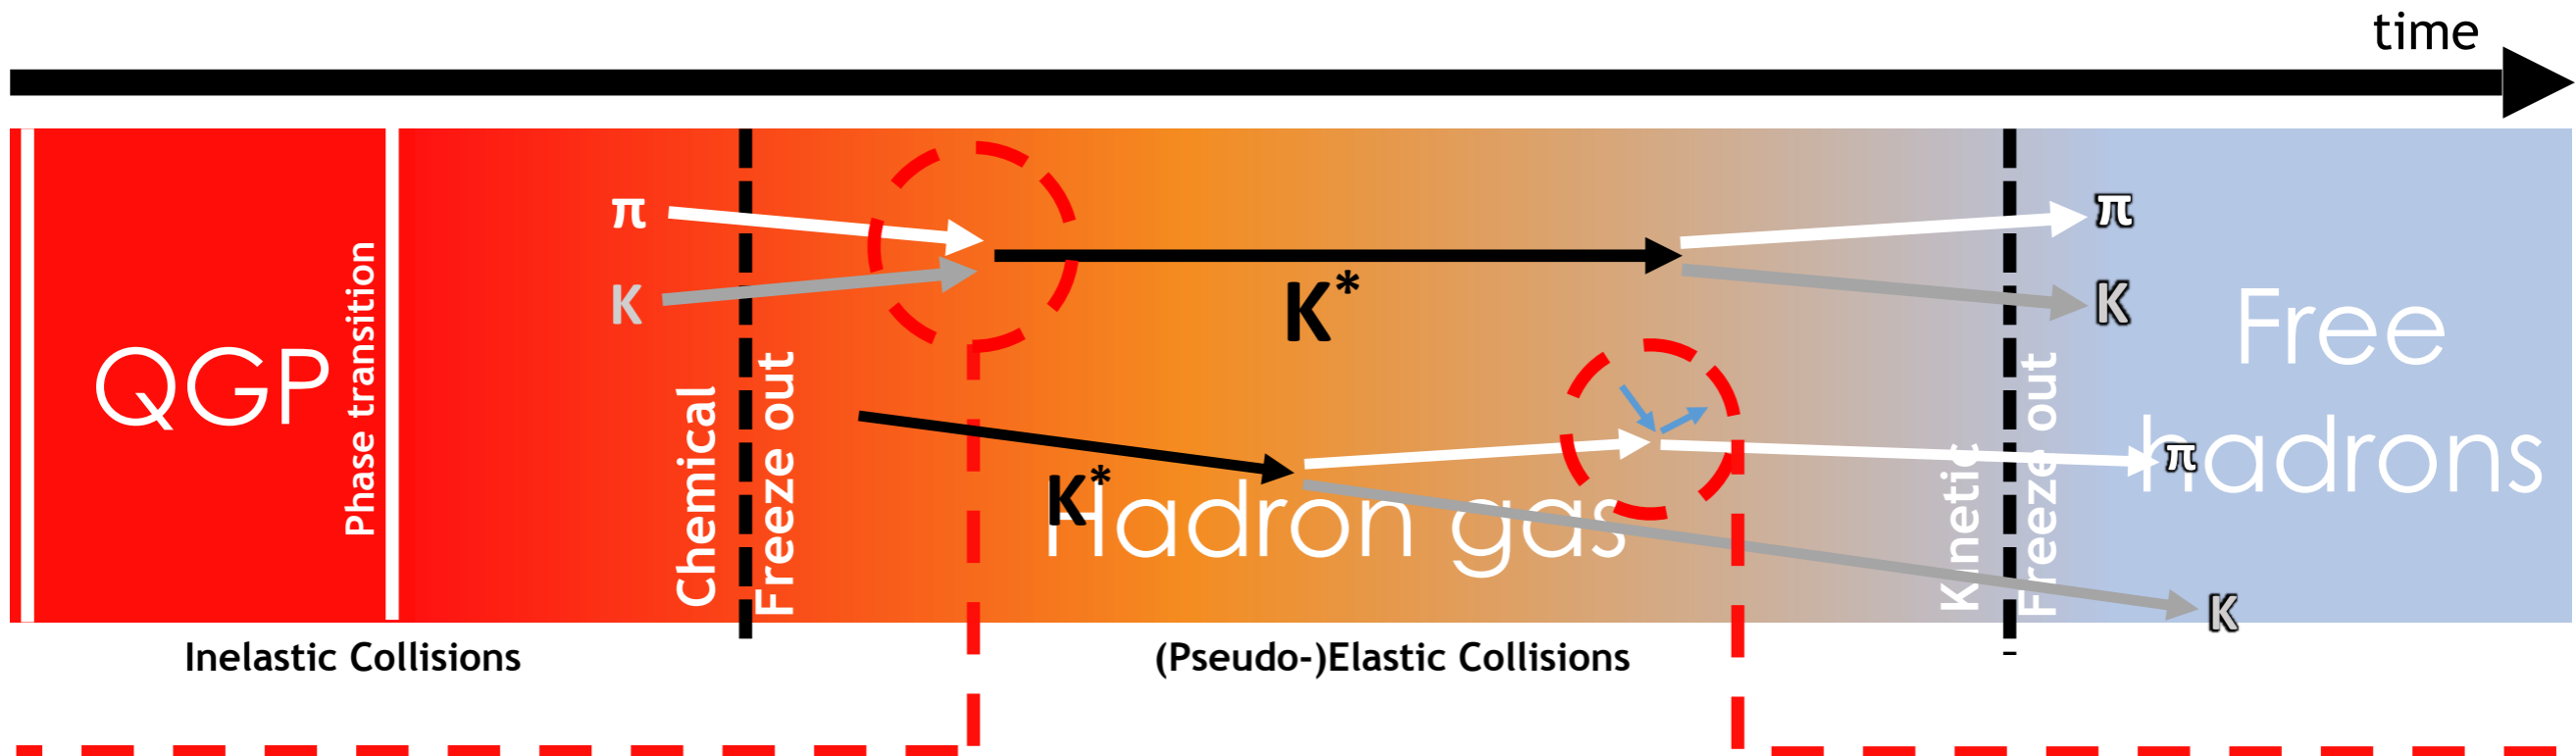 time
QGP
Phase transition
π
K
Chemical
Freeze out
K*
K*
Hadron gas
Kinetic
Freeze out
π
K
π
K
Free
hadrons
Inelastic Collisions
(Pseudo-)Elastic Collisions